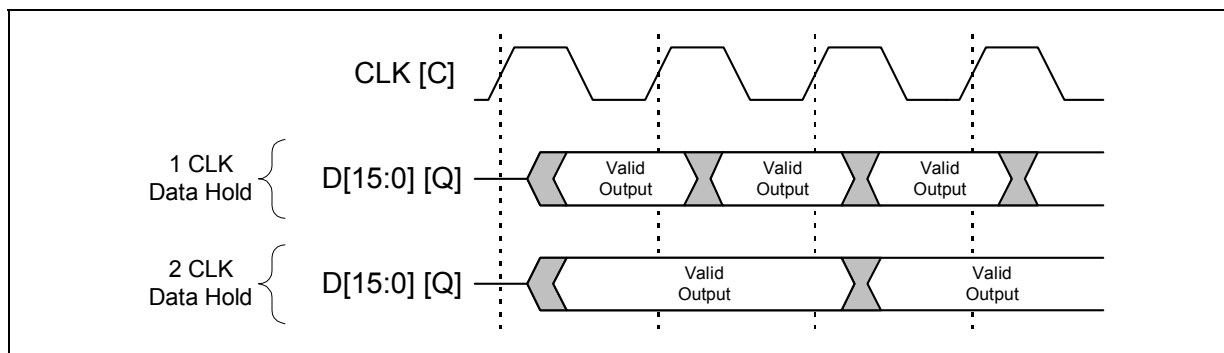 CLK [C]
1 CLK
Data Hold
D[15:0] [Q]
Valid
Output
Valid
Output
Valid
Output
2 CLK
Data Hold
D[15:0] [Q]
Valid
Output
Valid
Output